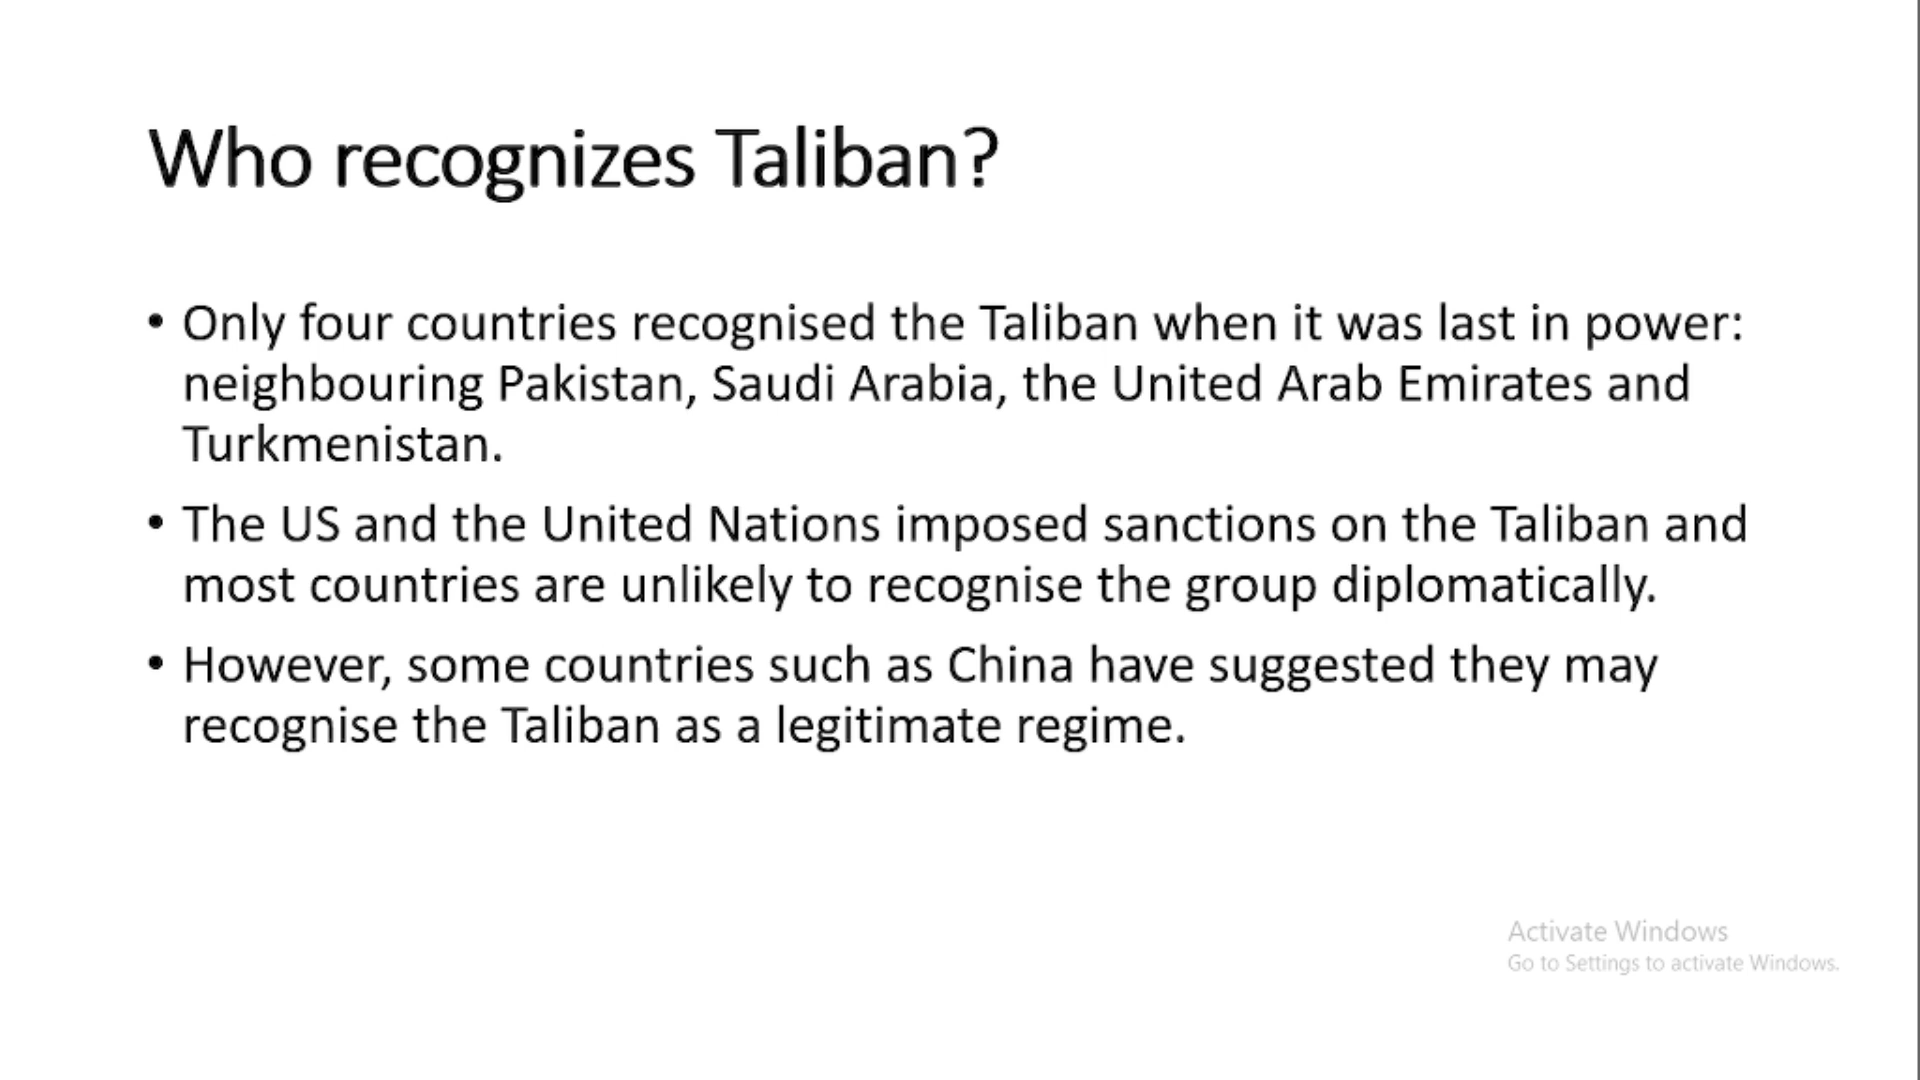 Who recognizes Taliban?
• Only four countries recognised the Taliban when it was last in power:
neighbouring Pakistan, Saudi Arabia, the United Arab Emirates and
Turkmenistan.
• The US and the United Nations imposed sanctions on the Taliban and
most countries are unlikely to recognise the group diplomatically.
• However, some countries such as China have suggested they may
recognise the Taliban as a legitimate regime.
Activate Windows
Go to Settings to activate Windows.